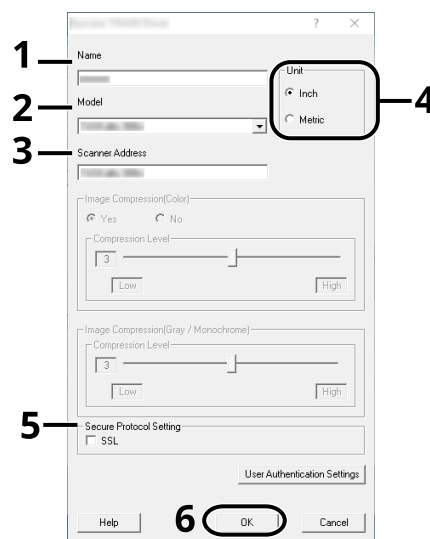 ? ×
1 Name
Unit
Inch
4
2 Model
Metric
3 Scanner Address
Image Compression(Color)
Yes No
Compression Level
3
Low High
Image Compression(Gray / Monochrome)
Compression Level
3
Low High
5 Secure Protocol Setting
SSL
User Authentication Settings
Help 6 OK Cancel